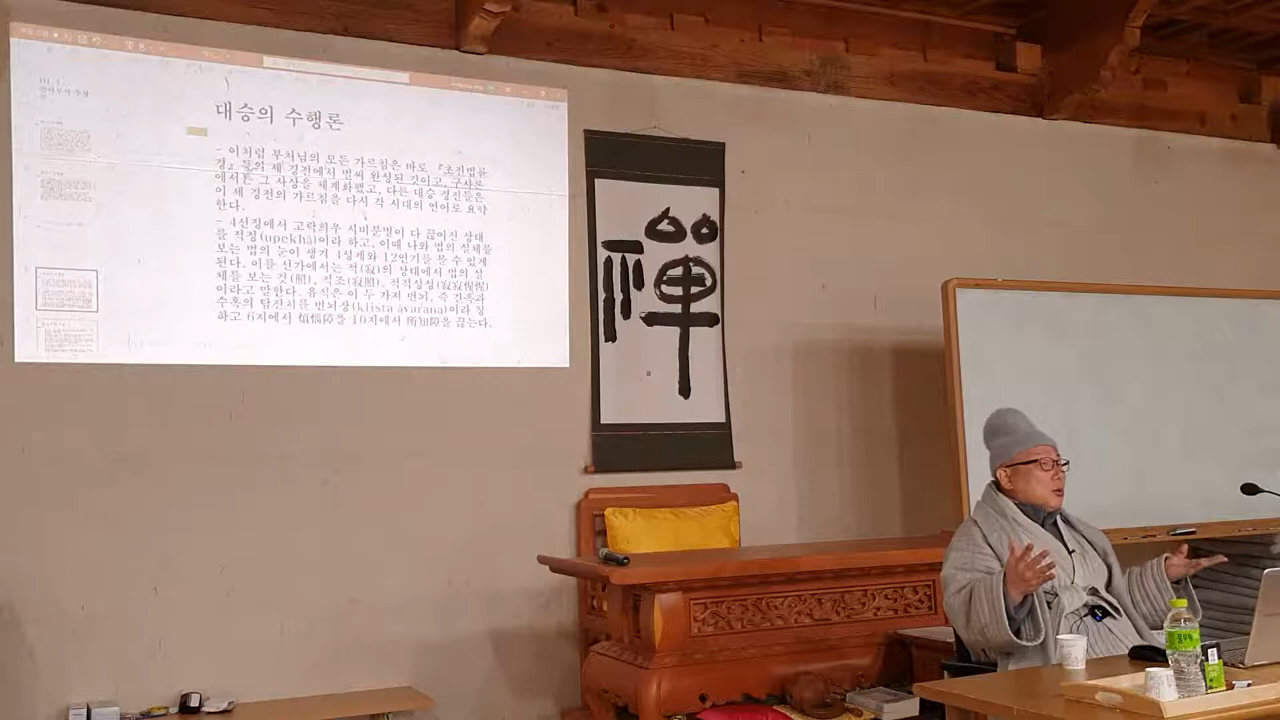 대승의 수행론
- 이처럼 부처님의 모든 가르침은 바로 『초전법륜
경』 등의 세 경전에서 벌써 완성된 것이고, 구사론
에서는 그 사상을 체계화했고, 다른 대승 경전들은
이 세 경전의 가르침을 다시 각 시대의 언어로 요약
한다.
- 4선정에서 고락희우 시비분별이 다 끊어진 상태
를 적정(upekhā)이라 하고, 이때 나와 법의 실체를
보는 법의 눈이 생겨 4성제와 12연기를 볼 수 있게
된다. 이를 선가에서는 적(寂)의 상태에서 법의 실
체를 보는 것(照), 적조(寂照), 적적성성(寂寂惺惺)
이라고 말한다. 유식은 이 두 가지 번뇌, 즉 견혹과
수혹의 탐진치를 번뇌장(kliśṭa āvaraṇa)이라 칭
하고 6지에서 煩惱障을 10지에서 所知障을 끊는다.
禪
풀무원